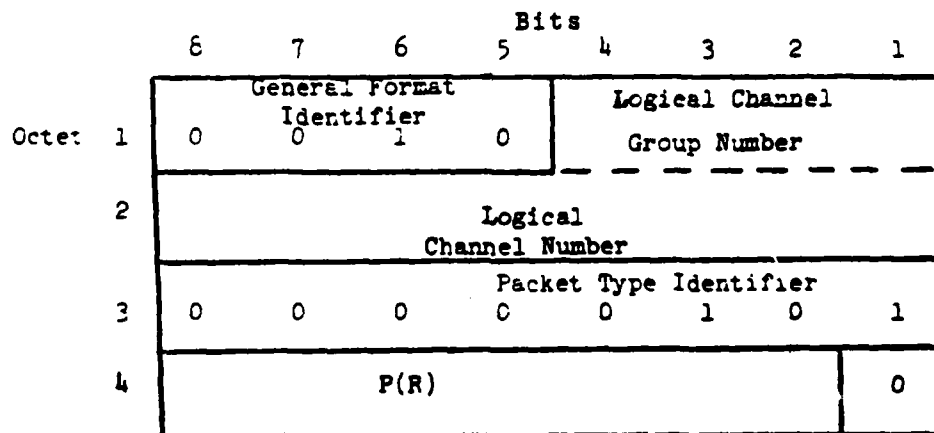 Bits
8 7 6 5 4 3 2 1
General Format
Identifier
Logical Channel
Octet 1 0 0 1 0 Group Number
2 Logical
Channel Number
Packet Type Identifier
3 0 0 0 0 0 1 0 1
4 P(R) 0